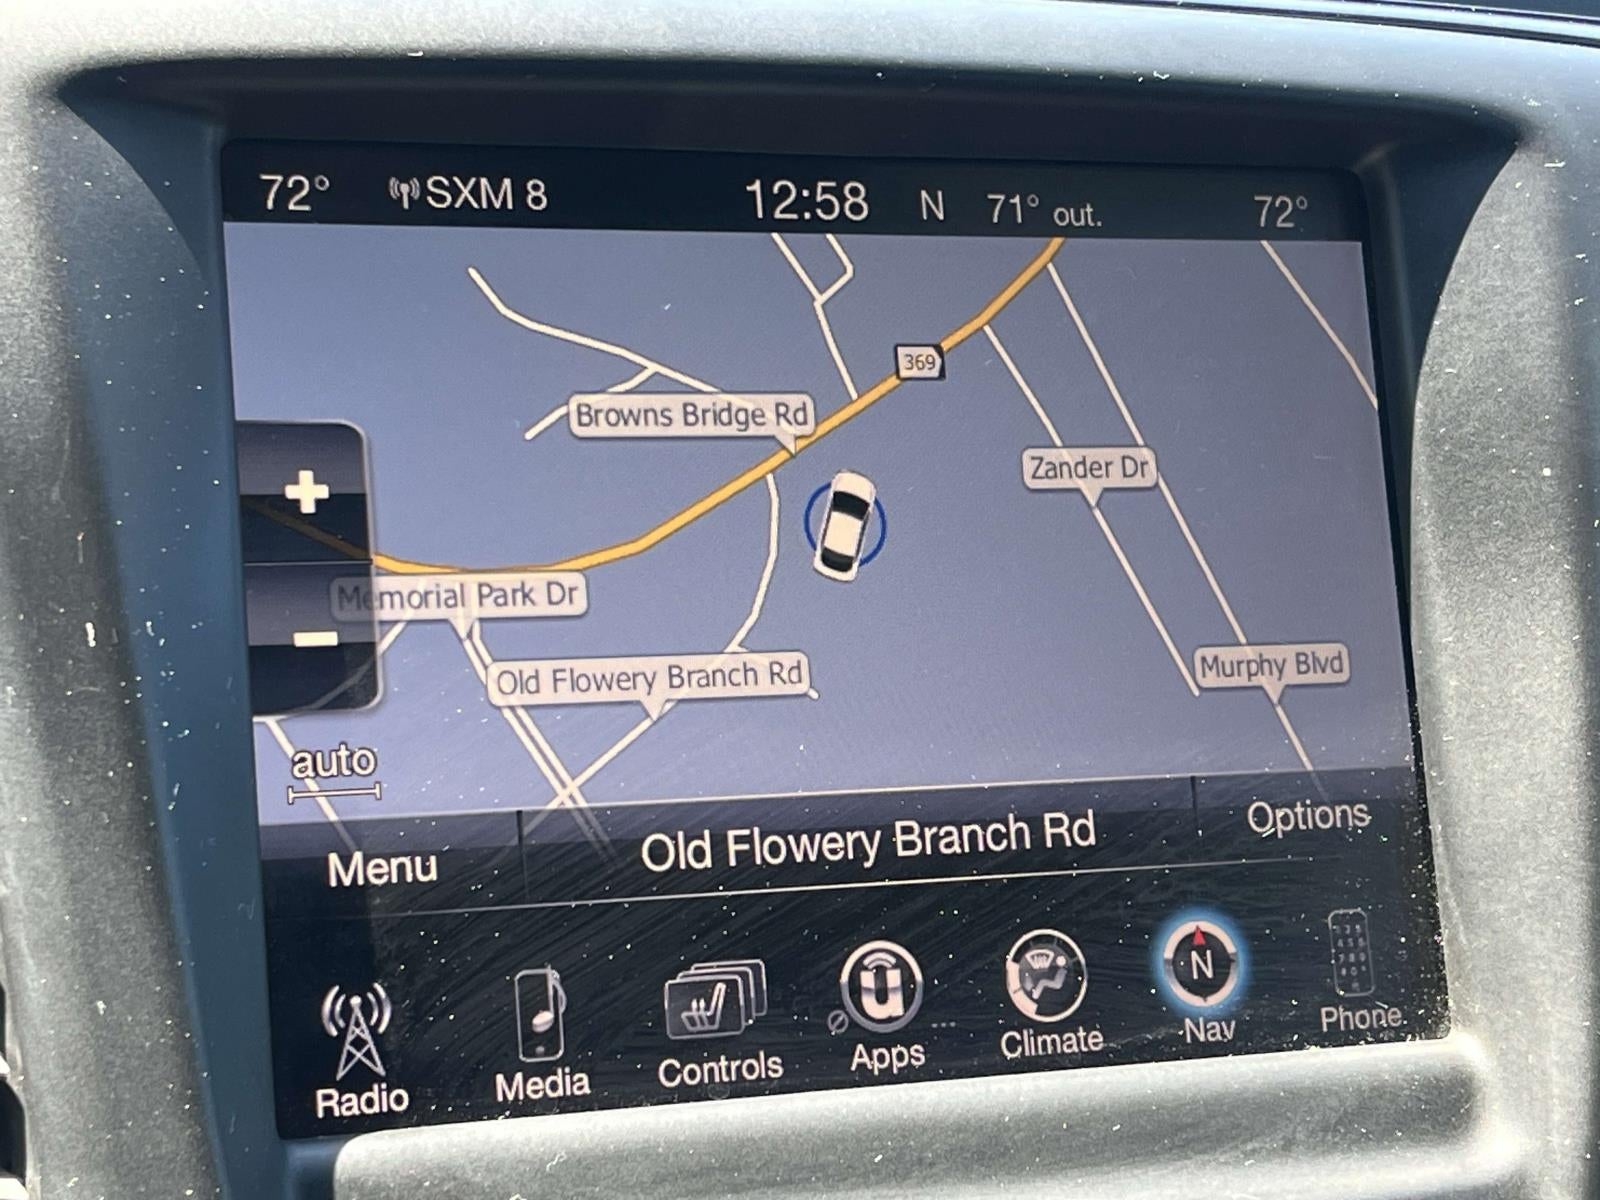 72° SXM 8 12:58 N 71° out. 72°
369
Browns Bridge Rd
Zander Dr
+
Memorial Park Dr
−
Old Flowery Branch Rd
Murphy Blvd
auto
Menu Old Flowery Branch Rd Options
N
Radio Media Controls Apps Climate Nav Phone